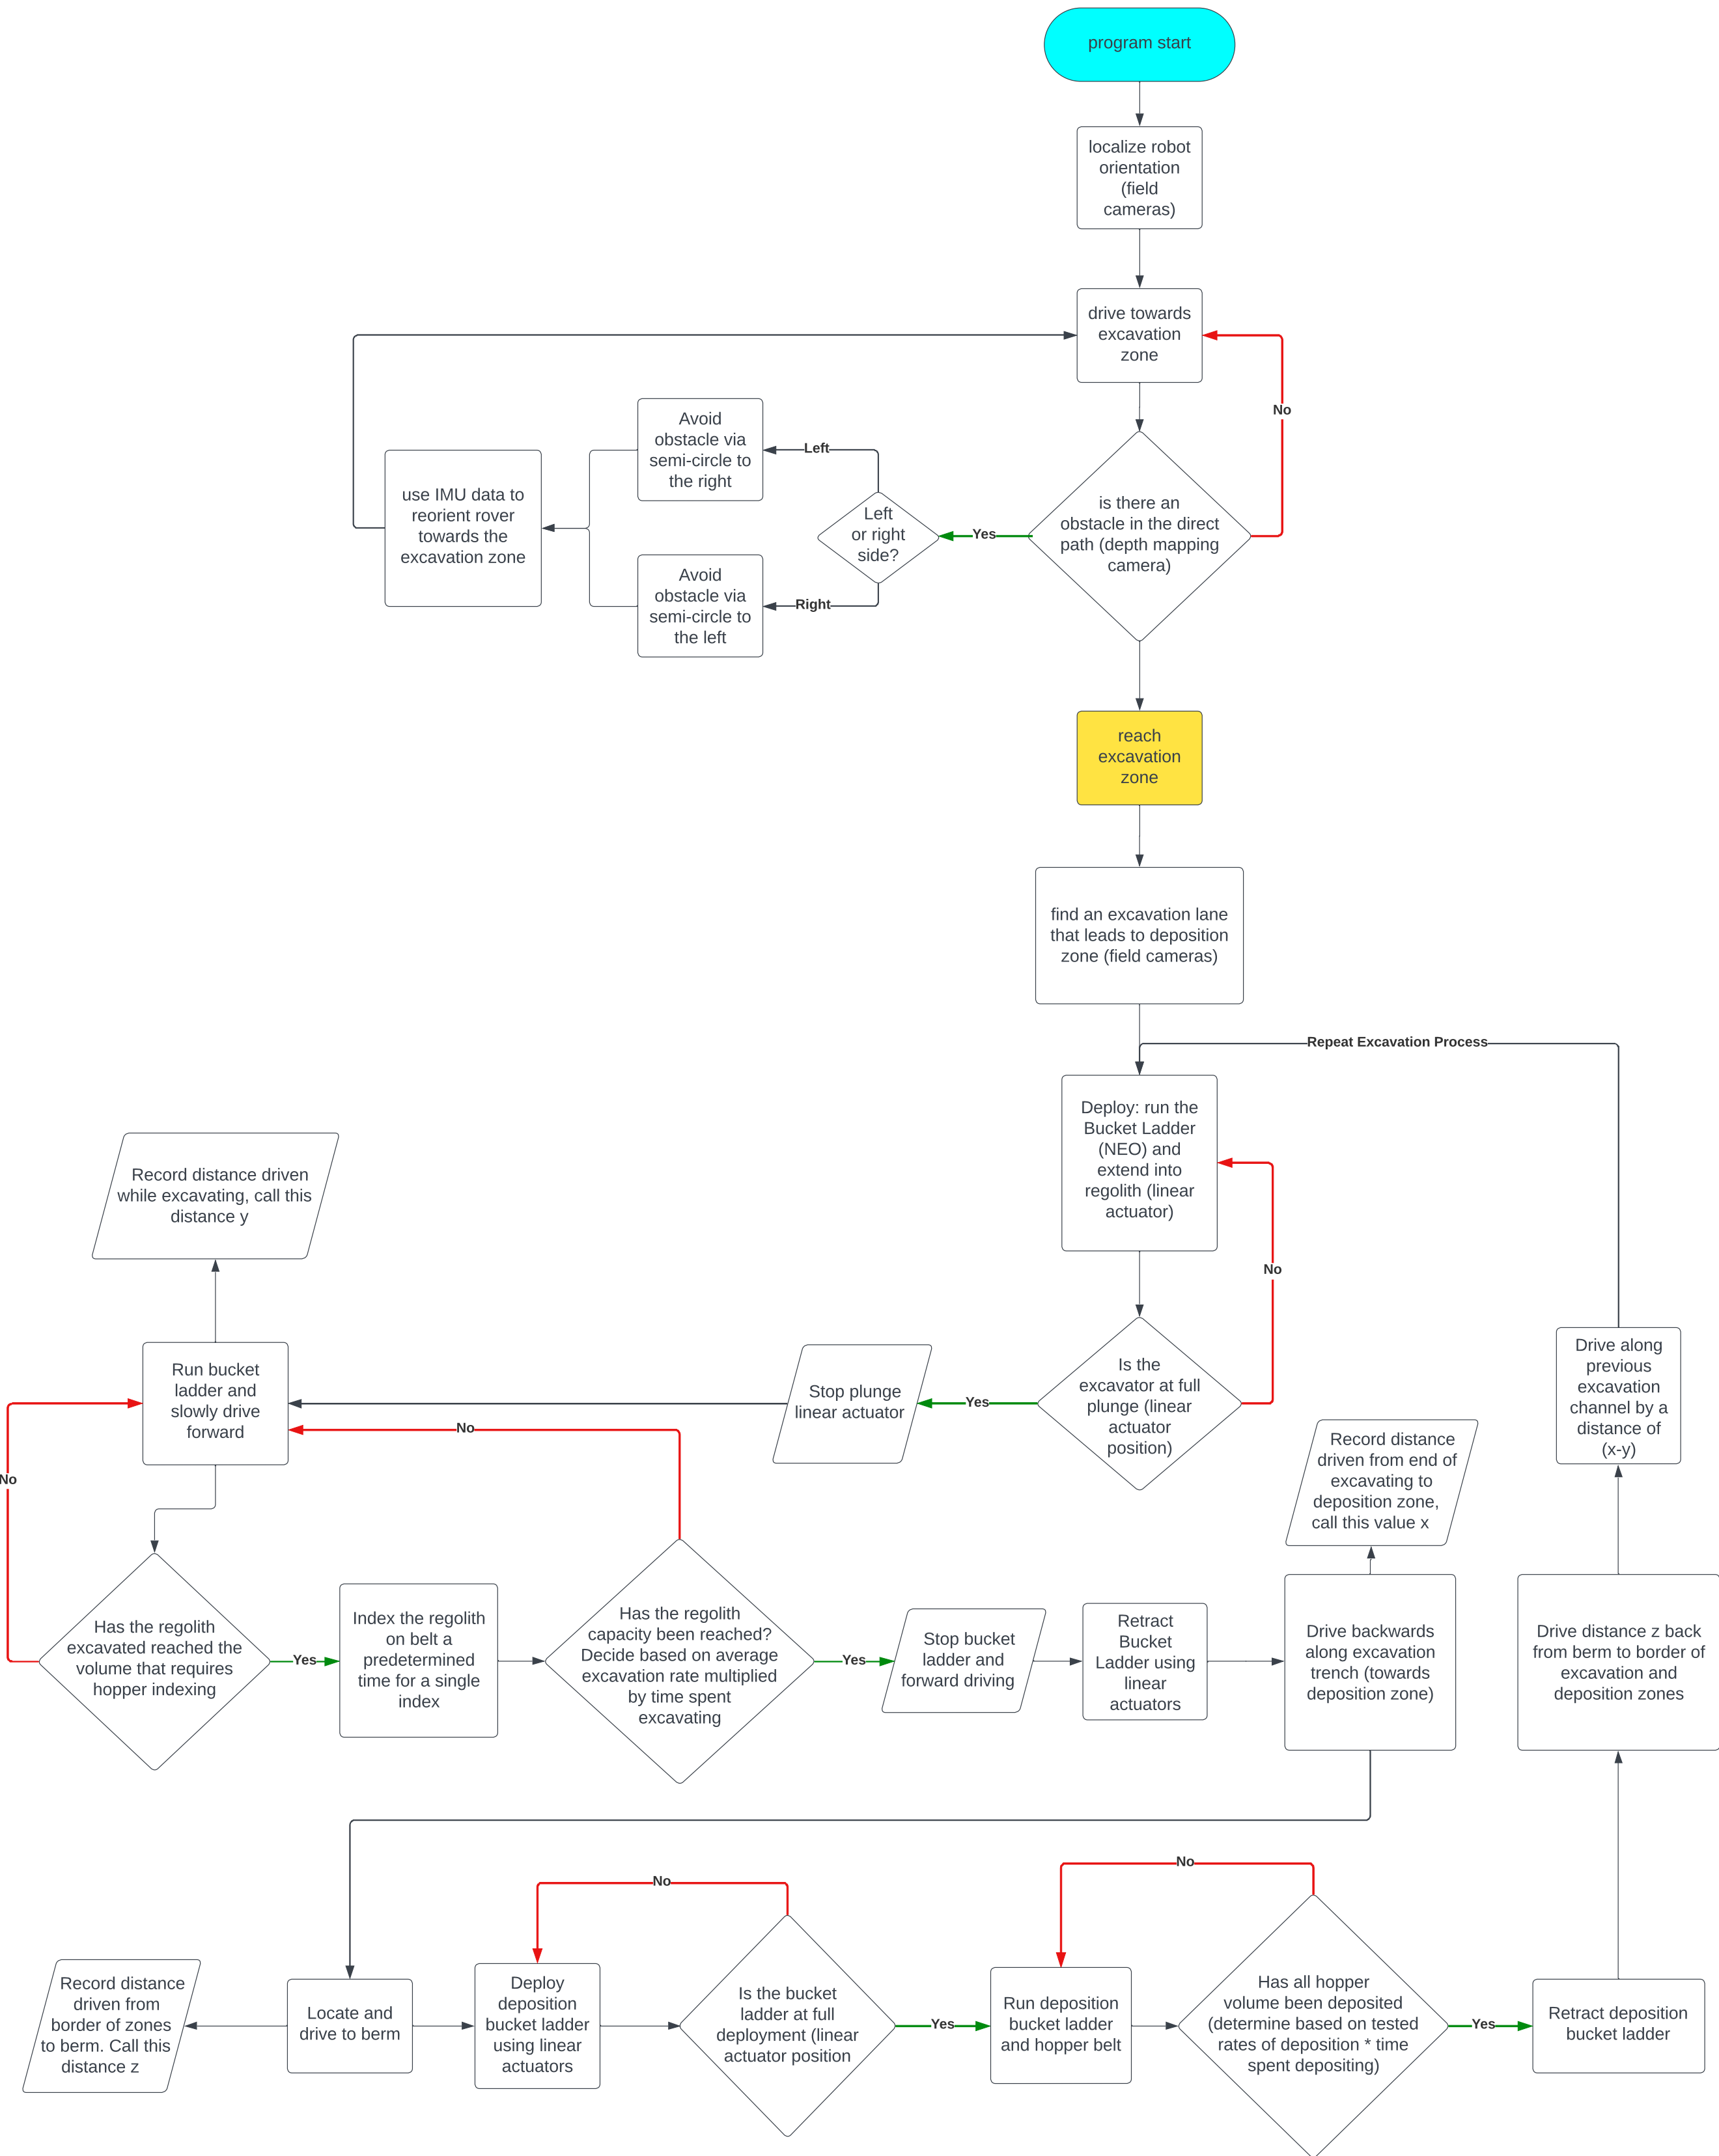 program start
localize robot
orientation
(field
cameras)
drive towards
excavation
zone
No
is there an
obstacle in the direct
path (depth mapping
camera)
Yes
Left
or right
side?
Left
Avoid
obstacle via
semi-circle to
the right
Right
Avoid
obstacle via
semi-circle to
the left
use IMU data to
reorient rover
towards the
excavation zone
reach
excavation
zone
find an excavation lane
that leads to deposition
zone (field cameras)
Repeat Excavation Process
Deploy: run the
Bucket Ladder
(NEO) and
extend into
regolith (linear
actuator)
No
Is the
excavator at full
plunge (linear
actuator
position)
Yes
Stop plunge
linear actuator
Run bucket
ladder and
slowly drive
forward
Record distance driven
while excavating, call this
distance y
No
No
Has the regolith
excavated reached the
volume that requires
hopper indexing
Yes
Index the regolith
on belt a
predetermined
time for a single
index
Has the regolith
capacity been reached?
Decide based on average
excavation rate multiplied
by time spent
excavating
Yes
Stop bucket
ladder and
forward driving
Retract
Bucket
Ladder using
linear
actuators
Drive backwards
along excavation
trench (towards
deposition zone)
Record distance
driven from end of
excavating to
deposition zone,
call this value x
Drive along
previous
excavation
channel by a
distance of
(x-y)
Drive distance z back
from berm to border of
excavation and
deposition zones
Record distance
driven from
border of zones
to berm. Call this
distance z
Locate and
drive to berm
Deploy
deposition
bucket ladder
using linear
actuators
No
Is the bucket
ladder at full
deployment (linear
actuator position
Yes
Run deposition
bucket ladder
and hopper belt
No
Has all hopper
volume been deposited
(determine based on tested
rates of deposition * time
spent depositing)
Yes
Retract deposition
bucket ladder